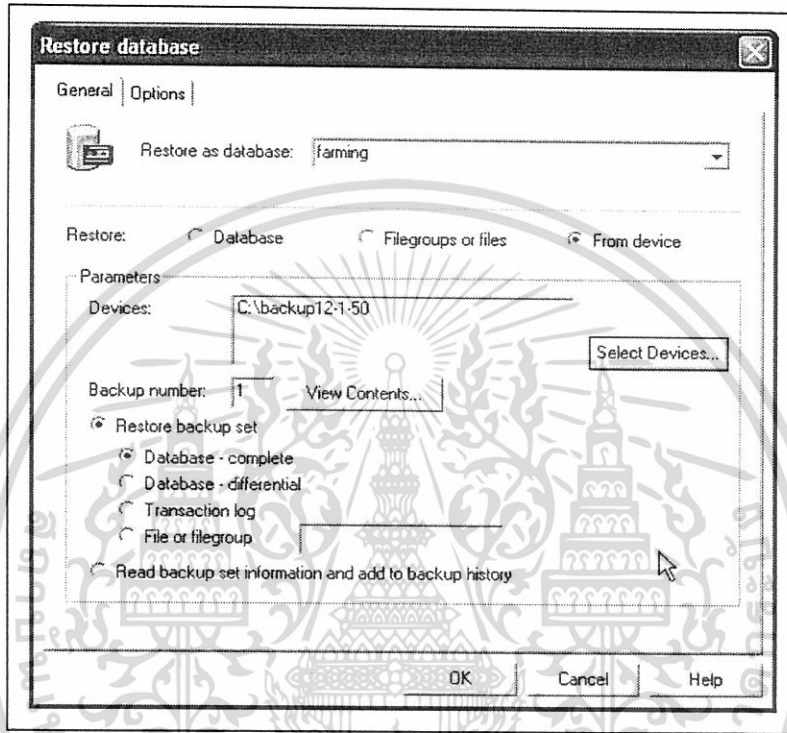 Restore database
General Options
Restore as database: farming
Restore: Database Filegroups or files From device
Parameters
Devices: C:\backup12-1-50
Select Devices...
Backup number: 1 View Contents...
Restore backup set
Database - complete
Database - differential
Transaction log
File or filegroup
Read backup set information and add to backup history
OK Cancel Help